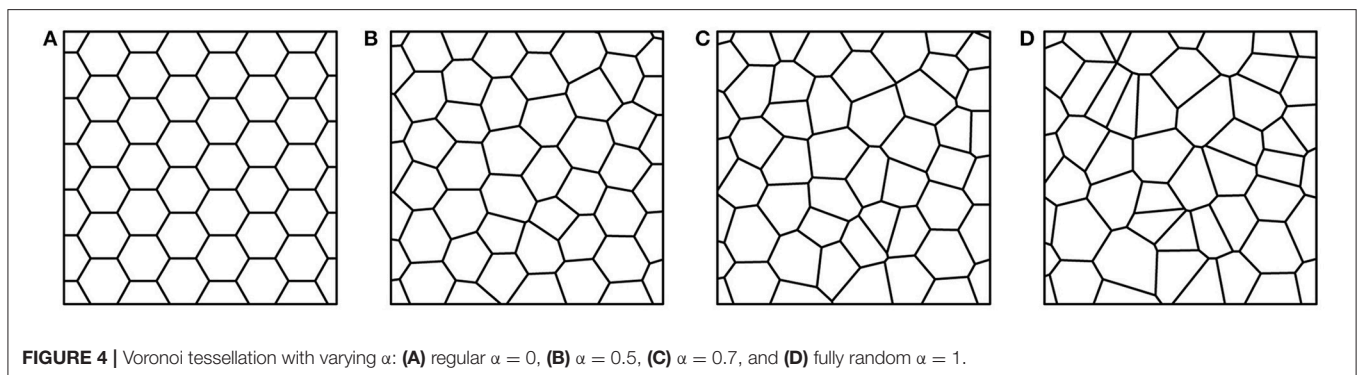 A B C D
FIGURE 4 | Voronoi tessellation with varying α: (A) regular α = 0, (B) α = 0.5, (C) α = 0.7, and (D) fully random α = 1.